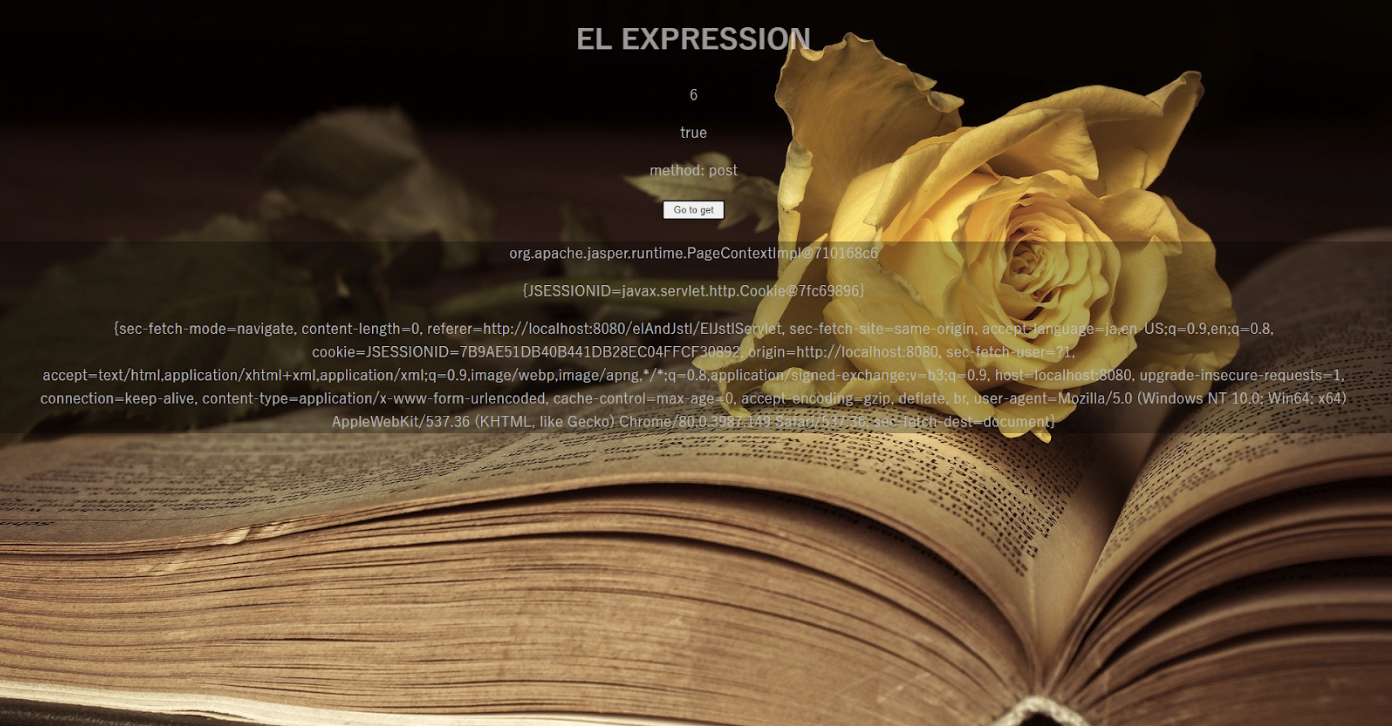 EL EXPRESSION
6
true
method: post
Go to get
org.apache.jasper.runtime.PageContextImpl@710168c6
{JSESSIONID=javax.servlet.http.Cookie@7fc69896}
{sec-fetch-mode=navigate, content-length=0, referer=http://localhost:8080/elAndJstl/ElJstlServlet, sec-fetch-site=same-origin, accept-language=ja,en-US;q=0.9,en;q=0.8,
cookie=JSESSIONID=7B9AE51DB40B441DB28EC04FFCF30892, origin=http://localhost:8080, sec-fetch-user=?1,
accept=text/html,application/xhtml+xml,application/xml;q=0.9,image/webp,image/apng,*/*;q=0.8,application/signed-exchange;v=b3;q=0.9, host=localhost:8080, upgrade-insecure-requests=1,
connection=keep-alive, content-type=application/x-www-form-urlencoded, cache-control=max-age=0, accept-encoding=gzip, deflate, br, user-agent=Mozilla/5.0 (Windows NT 10.0; Win64; x64)
AppleWebKit/537.36 (KHTML, like Gecko) Chrome/80.0.3987.149 Safari/537.36, sec-fetch-dest=document}